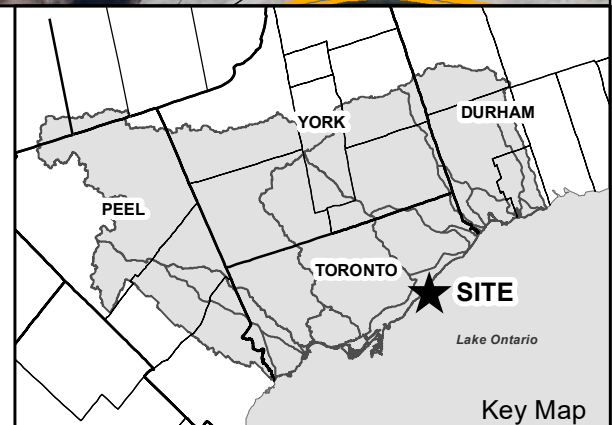 YORK
DURHAM
PEEL
TORONTO
SITE
Lake Ontario
Key Map